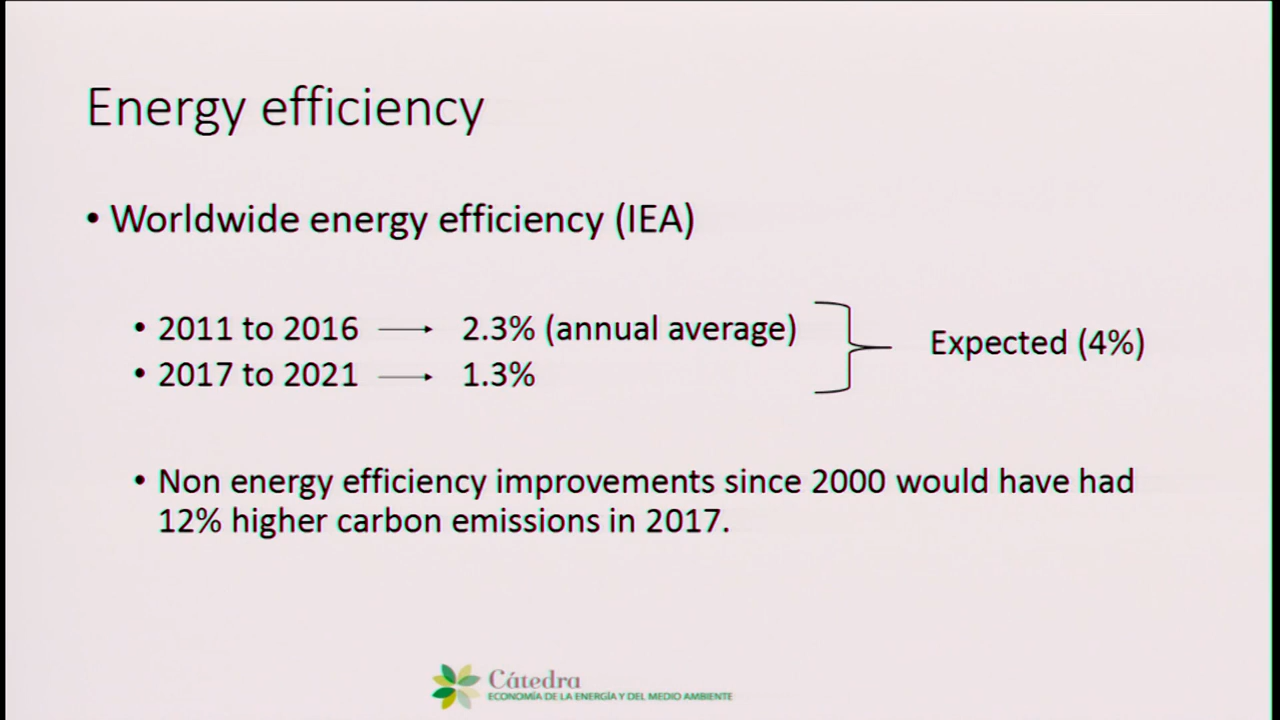 Energy efficiency
• Worldwide energy efficiency (IEA)
• 2011 to 2016 → 2.3% (annual average)
• 2017 to 2021 → 1.3%
Expected (4%)
• Non energy efficiency improvements since 2000 would have had
12% higher carbon emissions in 2017.
Cátedra
ECONOMÍA DE LA ENERGÍA Y DEL MEDIO AMBIENTE